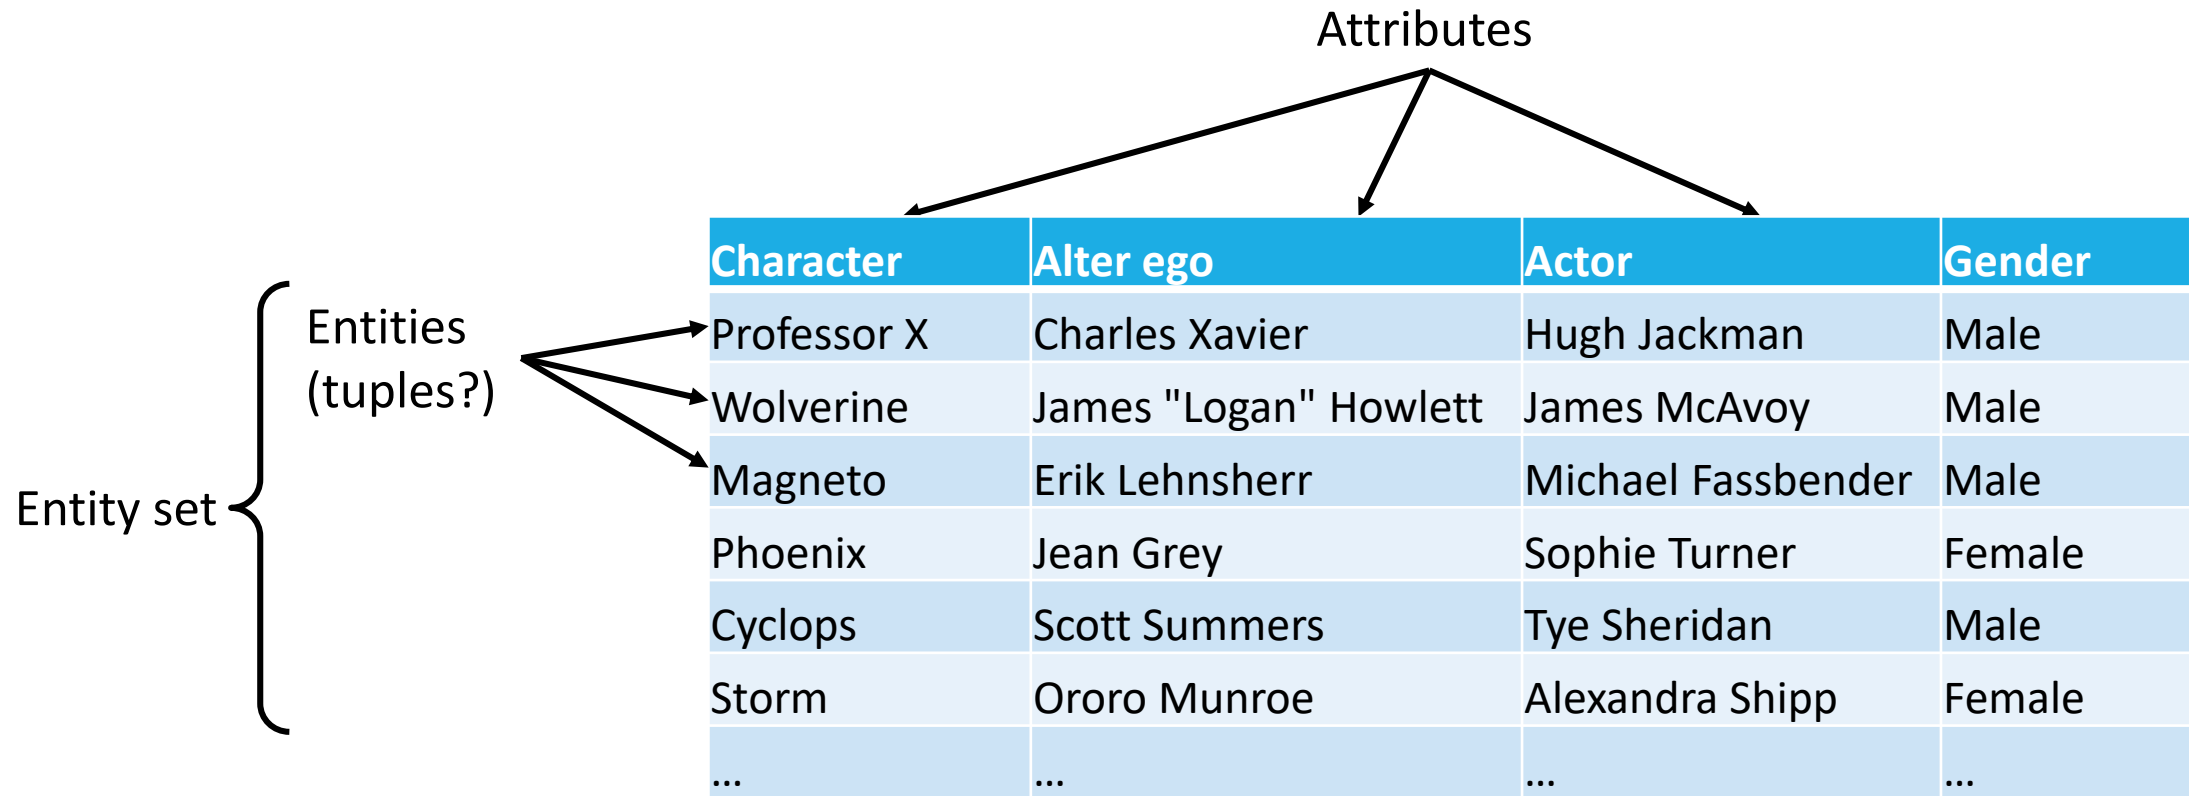 Attributes
Character Alter ego Actor Gender
Entities
(tuples?)
Entity set
Professor X Charles Xavier Hugh Jackman Male
Wolverine James "Logan" Howlett James McAvoy Male
Magneto Erik Lehnsherr Michael Fassbender Male
Phoenix Jean Grey Sophie Turner Female
Cyclops Scott Summers Tye Sheridan Male
Storm Ororo Munroe Alexandra Shipp Female
... ... ... ...